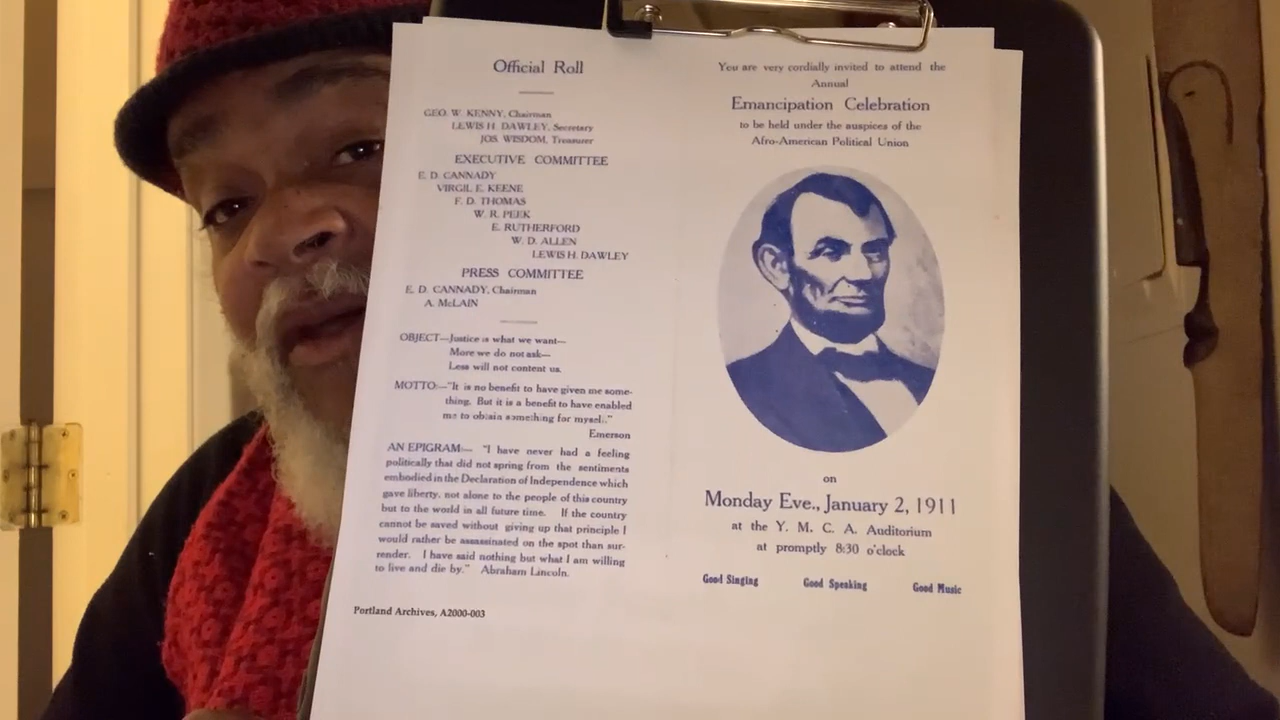 Official Roll
GEO. W. KENNY, Chairman
LEWIS H. DAWLEY, Secretary
JOS. WISDOM, Treasurer
EXECUTIVE COMMITTEE
E. D. CANNADY
VIRGIL E. KEENE
F. D. THOMAS
W. R. PEEK
E. RUTHERFORD
W. D. ALLEN
LEWIS H. DAWLEY
PRESS COMMITTEE
E. D. CANNADY, Chairman
A. McLAIN
OBJECT—Justice is what we want—
More we do not ask—
Less will not content us.
MOTTO:—"It is no benefit to have given me some-
thing. But it is a benefit to have enabled
me to obtain something for myself."
Emerson
AN EPIGRAM:— "I have never had a feeling
politically that did not spring from the sentiments
embodied in the Declaration of Independence which
gave liberty, not alone to the people of this country
but to the world in all future time. If the country
cannot be saved without giving up that principle I
would rather be assassinated on the spot than sur-
render. I have said nothing but what I am willing
to live and die by." Abraham Lincoln.
Portland Archives, A2000-003
You are very cordially invited to attend the
Annual
Emancipation Celebration
to be held under the auspices of the
Afro-American Political Union
on
Monday Eve., January 2, 1911
at the Y. M. C. A. Auditorium
at promptly 8:30 o'clock
Good Singing Good Speaking Good Music